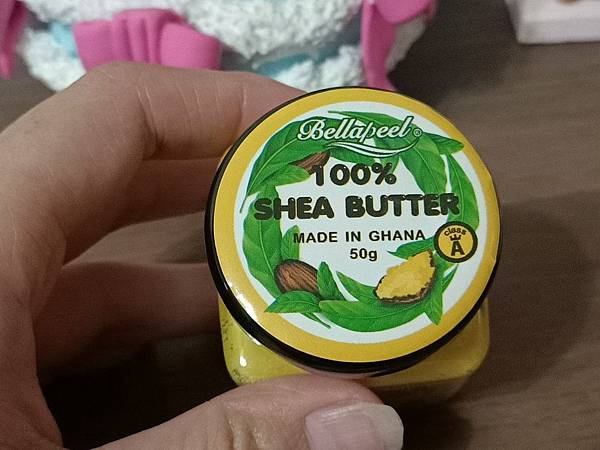 Bellapeel®
100%
SHEA BUTTER
MADE IN GHANA
50g
class
A